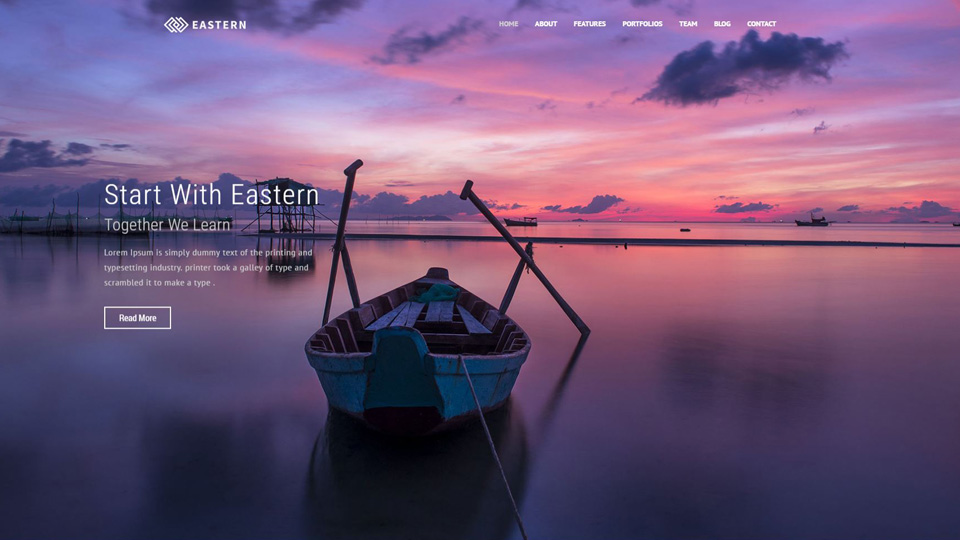 EASTERN
HOME ABOUT FEATURES PORTFOLIOS TEAM BLOG CONTACT
Start With Eastern
Together We Learn
Lorem Ipsum is simply dummy text of the printing and
typesetting industry. printer took a galley of type and
scrambled it to make a type .
Read More